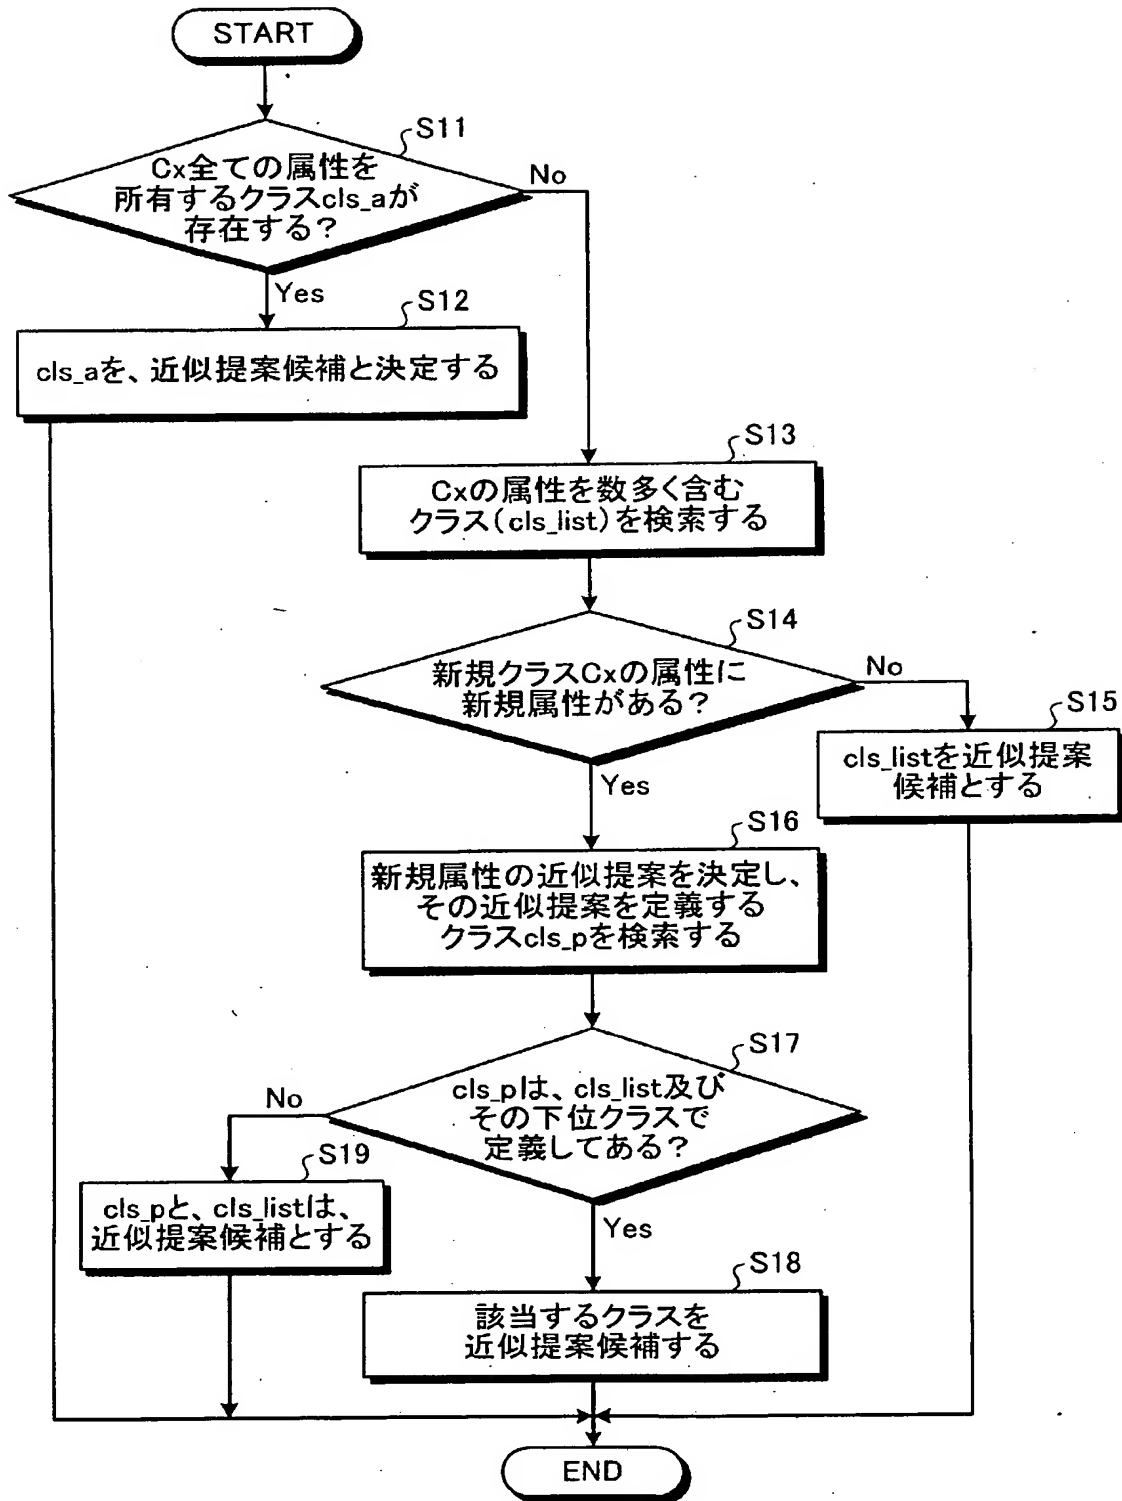 START
S11
Cx全ての属性を
所有するクラスcls_aが
存在する?
No
Yes
S12
cls_aを、近似提案候補と決定する
S13
Cxの属性を数多く含む
クラス(cls_list)を検索する
S14
新規クラスCxの属性に
新規属性がある?
No
S15
cls_listを近似提案
候補とする
Yes
S16
新規属性の近似提案を決定し、
その近似提案を定義する
クラスcls_pを検索する
S17
cls_pは、cls_list及び
その下位クラスで
定義してある?
No
S19
cls_pと、cls_listは、
近似提案候補とする
Yes
S18
該当するクラスを
近似提案候補する
END